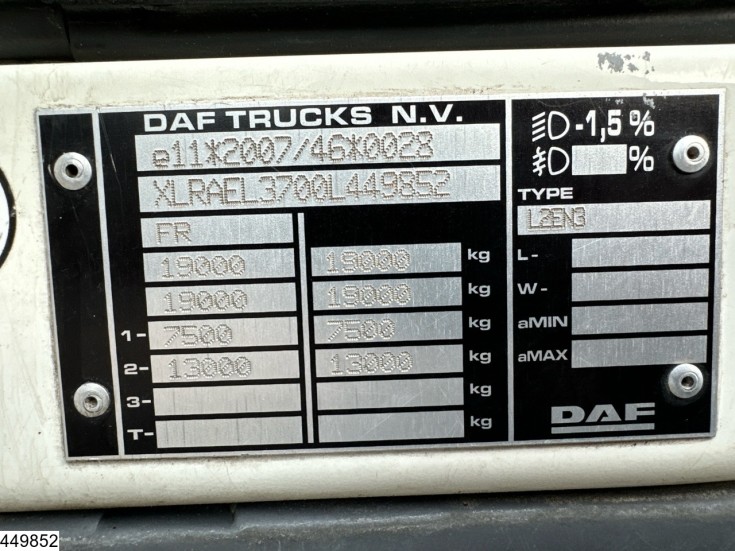 DAF TRUCKS N.V.
e11*2007/46*0028
XLRAEL3700L449852
FR
19000 19000 kg
19000 19000 kg
1- 7500 7500 kg
2- 13000 13000 kg
3- kg
T- kg
-1,5%
%
TYPE
L2EN3
L-
W-
aMIN
aMAX
DAF
449852